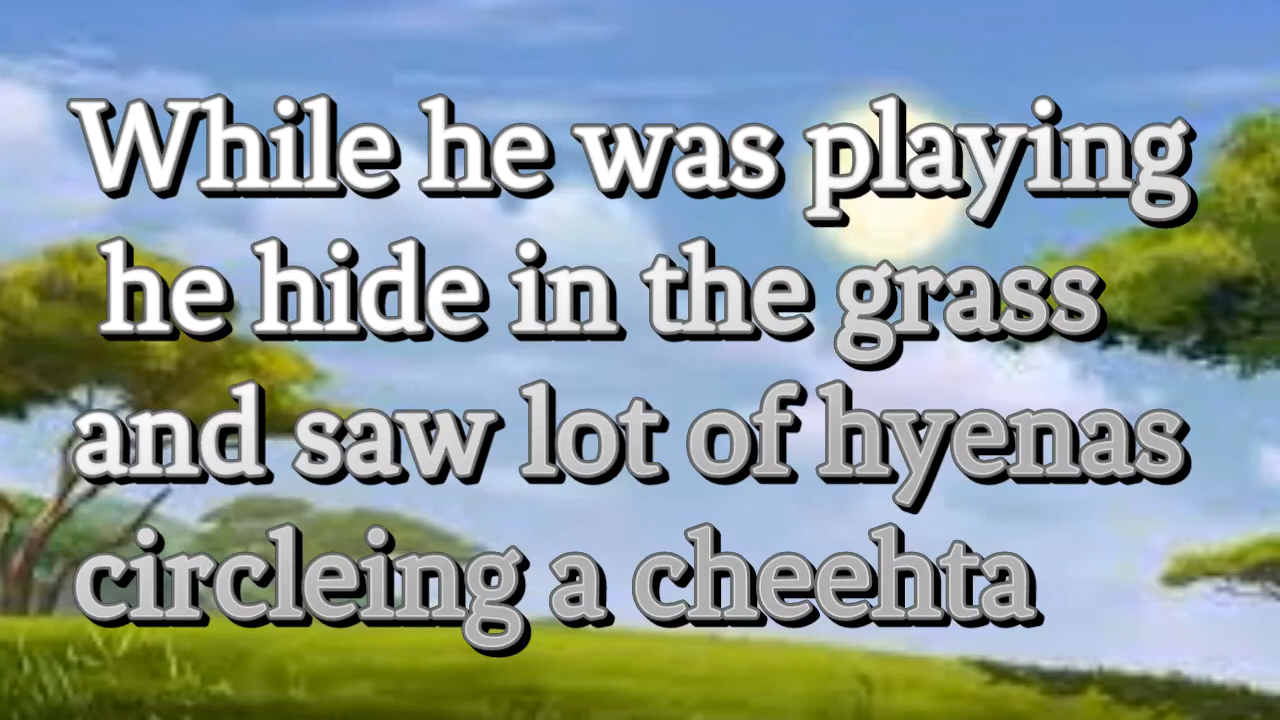 While he was playing
he hide in the grass
and saw lot of hyenas
circleing a cheehta